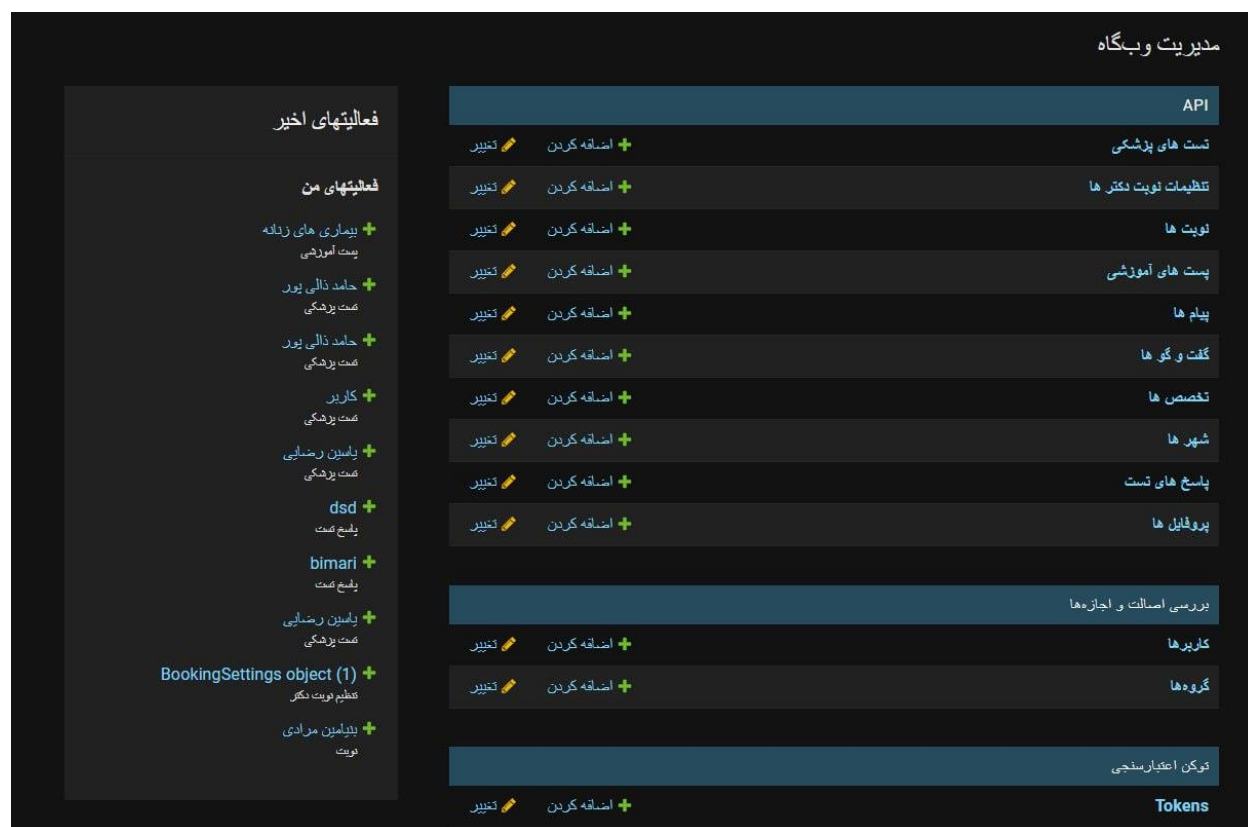 مدیریت وب‌گاه
API
تست های پزشکی اضافه کردن تغییر
تنظیمات نوبت دکتر ها اضافه کردن تغییر
نوبت ها اضافه کردن تغییر
پست های آموزشی اضافه کردن تغییر
پیام ها اضافه کردن تغییر
گفت و گو ها اضافه کردن تغییر
تخصص ها اضافه کردن تغییر
شهر ها اضافه کردن تغییر
پاسخ های تست اضافه کردن تغییر
پروفایل ها اضافه کردن تغییر
بررسی اصالت و اجازه‌ها
کاربرها اضافه کردن تغییر
گروه‌ها اضافه کردن تغییر
توکن اعتبارسنجی
Tokens اضافه کردن تغییر
فعالیتهای اخیر
فعالیتهای من
بیماری های زنانه
پست آموزشی
حامد ذالی پور
تست پزشکی
حامد ذالی پور
تست پزشکی
کاربر
تست پزشکی
یاسین رضایی
تست پزشکی
dsd
پاسخ تست
bimari
پاسخ تست
یاسین رضایی
تست پزشکی
BookingSettings object (1)
تنظیم نوبت دکتر
بنیامین مرادی
نوبت